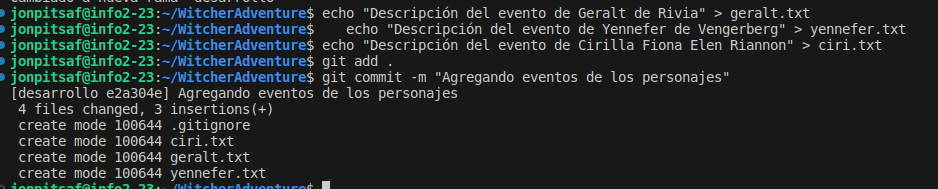 cambiado a nueva rama 'desarrollo'
jonpitsaf@info2-23:~/WitcherAdventure$ echo "Descripción del evento de Geralt de Rivia" > geralt.txt
jonpitsaf@info2-23:~/WitcherAdventure$    echo "Descripción del evento de Yennefer de Vengerberg" > yennefer.txt
jonpitsaf@info2-23:~/WitcherAdventure$ echo "Descripción del evento de Cirilla Fiona Elen Riannon" > ciri.txt
jonpitsaf@info2-23:~/WitcherAdventure$ git add .
jonpitsaf@info2-23:~/WitcherAdventure$ git commit -m "Agregando eventos de los personajes"
[desarrollo e2a304e] Agregando eventos de los personajes
 4 files changed, 3 insertions(+)
 create mode 100644 .gitignore
 create mode 100644 ciri.txt
 create mode 100644 geralt.txt
 create mode 100644 yennefer.txt
jonpitsaf@info2-23:~/WitcherAdventure$